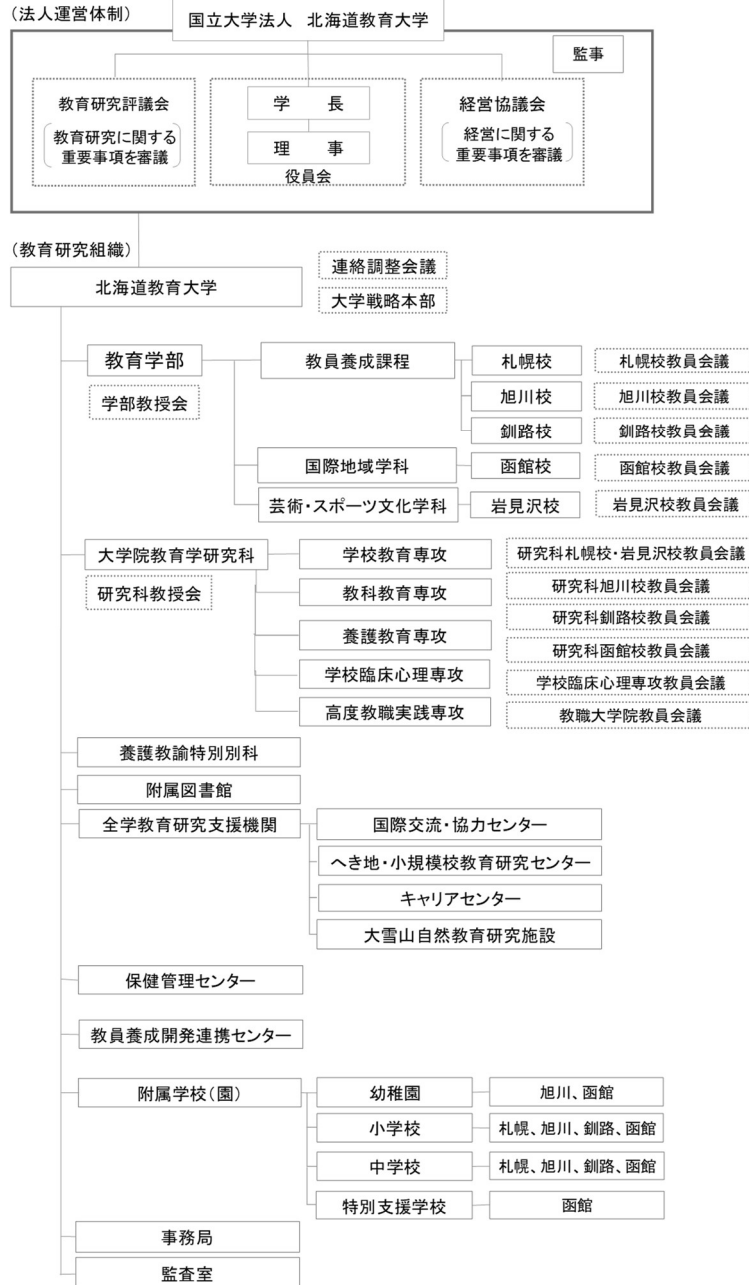 （法人運営体制）
国立大学法人　北海道教育大学
監事
教育研究評議会
教育研究に関する
重要事項を審議
学　長
理　事
役員会
経営協議会
経営に関する
重要事項を審議
（教育研究組織）
北海道教育大学
連絡調整会議
大学戦略本部
教育学部
学部教授会
教員養成課程
札幌校
札幌校教員会議
旭川校
旭川校教員会議
釧路校
釧路校教員会議
国際地域学科
函館校
函館校教員会議
芸術・スポーツ文化学科
岩見沢校
岩見沢校教員会議
大学院教育学研究科
研究科教授会
学校教育専攻
研究科札幌校・岩見沢校教員会議
教科教育専攻
研究科旭川校教員会議
研究科釧路校教員会議
養護教育専攻
研究科函館校教員会議
学校臨床心理専攻
学校臨床心理専攻教員会議
高度教職実践専攻
教職大学院教員会議
養護教諭特別別科
附属図書館
全学教育研究支援機関
国際交流・協力センター
へき地・小規模校教育研究センター
キャリアセンター
大雪山自然教育研究施設
保健管理センター
教員養成開発連携センター
附属学校（園）
幼稚園
旭川、函館
小学校
札幌、旭川、釧路、函館
中学校
札幌、旭川、釧路、函館
特別支援学校
函館
事務局
監査室